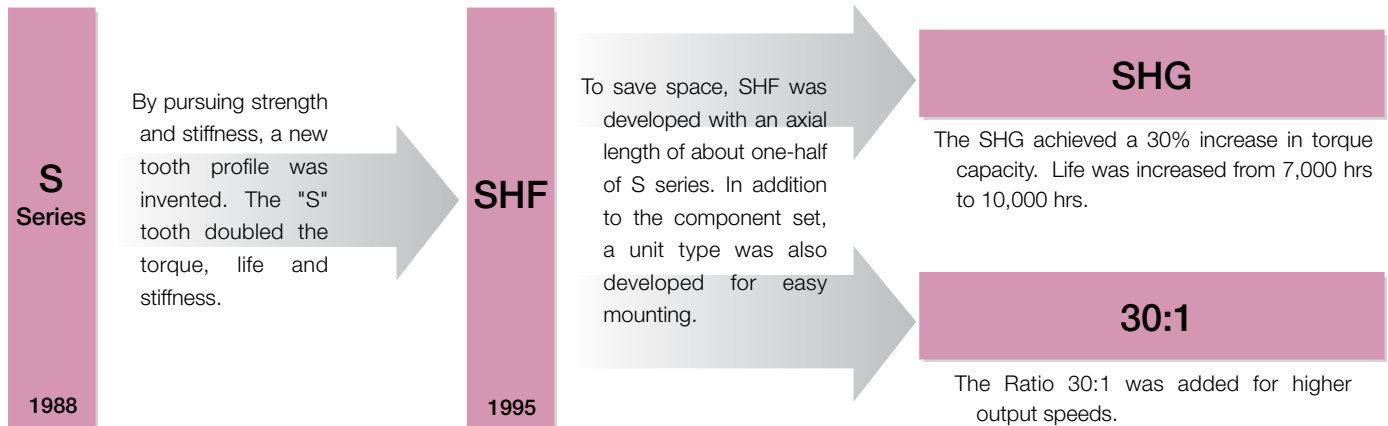 S
Series
1988
By pursuing strength
and stiffness, a new
tooth profile was
invented. The "S"
tooth doubled the
torque, life and
stiffness.
SHF
1995
To save space, SHF was
developed with an axial
length of about one-half
of S series. In addition
to the component set,
a unit type was also
developed for easy
mounting.
SHG
The SHG achieved a 30% increase in torque
capacity. Life was increased from 7,000 hrs
to 10,000 hrs.
30:1
The Ratio 30:1 was added for higher
output speeds.